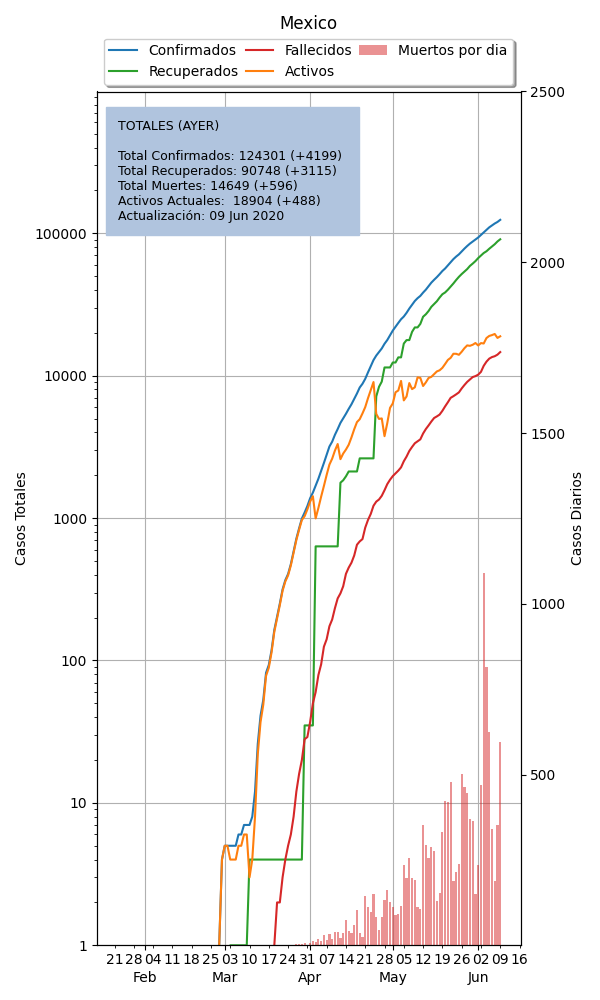 Mexico
Confirmados Fallecidos Muertos por dia
Recuperados Activos
TOTALES (AYER)
Total Confirmados: 124301 (+4199)
Total Recuperados: 90748 (+3115)
Total Muertes: 14649 (+596)
Activos Actuales: 18904 (+488)
Actualización: 09 Jun 2020
Casos Totales
100000
10000
1000
100
10
1
Casos Diarios
2500
2000
1500
1000
500
21 28 04 11 18 25 03 10 17 24 31 07 14 21 28 05 12 19 26 02 09 16
Feb Mar Apr May Jun